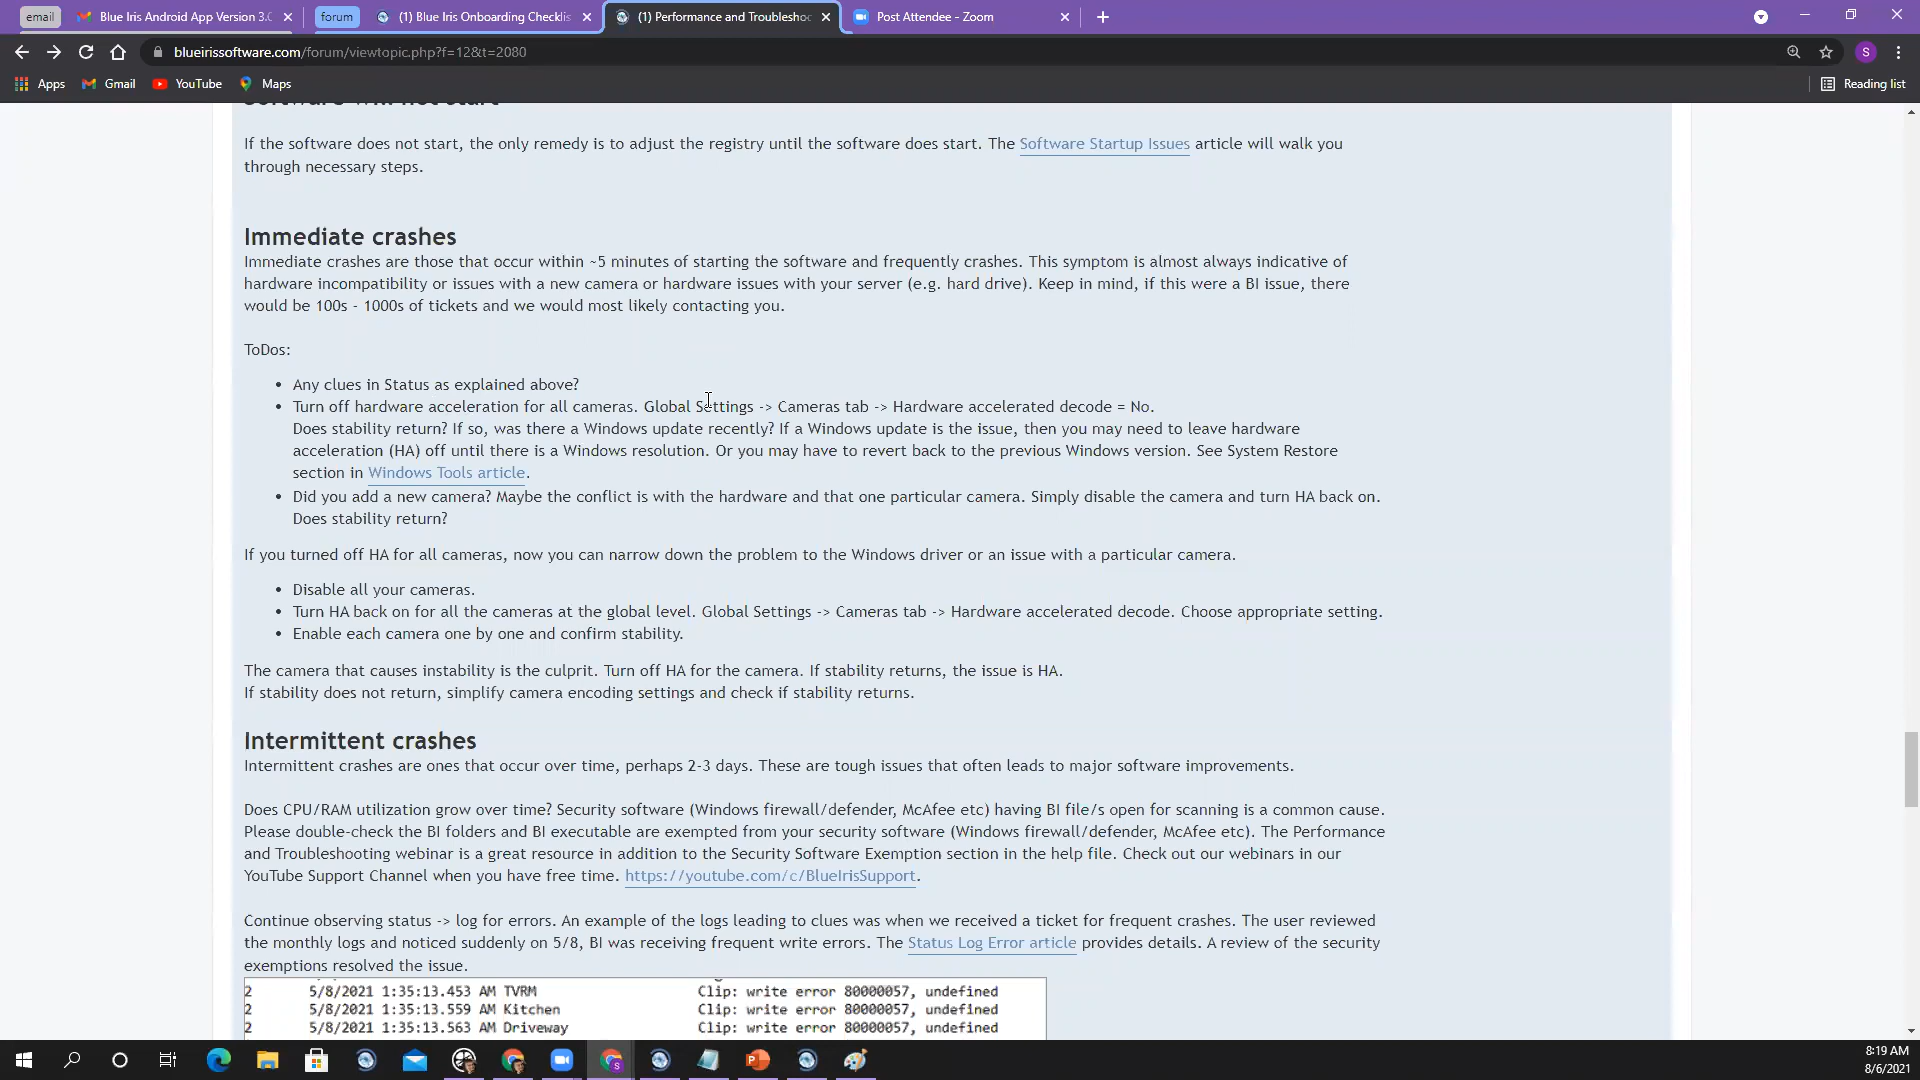 email
Blue Iris Android App Version 3.0
forum
(1) Blue Iris Onboarding Checklis
(1) Performance and Troubleshoo
Post Attendee - Zoom
blueirissoftware.com/forum/viewtopic.php?f=12&t=2080
S
Apps
Gmail
YouTube
Maps
Reading list
Software will not start
If the software does not start, the only remedy is to adjust the registry until the software does start. The Software Startup Issues article will walk you
through necessary steps.
Immediate crashes
Immediate crashes are those that occur within ~5 minutes of starting the software and frequently crashes. This symptom is almost always indicative of
hardware incompatibility or issues with a new camera or hardware issues with your server (e.g. hard drive). Keep in mind, if this were a BI issue, there
would be 100s - 1000s of tickets and we would most likely contacting you.
ToDos:
• Any clues in Status as explained above?
• Turn off hardware acceleration for all cameras. Global Settings -> Cameras tab -> Hardware accelerated decode = No.
Does stability return? If so, was there a Windows update recently? If a Windows update is the issue, then you may need to leave hardware
acceleration (HA) off until there is a Windows resolution. Or you may have to revert back to the previous Windows version. See System Restore
section in Windows Tools article.
• Did you add a new camera? Maybe the conflict is with the hardware and that one particular camera. Simply disable the camera and turn HA back on.
Does stability return?
If you turned off HA for all cameras, now you can narrow down the problem to the Windows driver or an issue with a particular camera.
• Disable all your cameras.
• Turn HA back on for all the cameras at the global level. Global Settings -> Cameras tab -> Hardware accelerated decode. Choose appropriate setting.
• Enable each camera one by one and confirm stability.
The camera that causes instability is the culprit. Turn off HA for the camera. If stability returns, the issue is HA.
If stability does not return, simplify camera encoding settings and check if stability returns.
Intermittent crashes
Intermittent crashes are ones that occur over time, perhaps 2-3 days. These are tough issues that often leads to major software improvements.
Does CPU/RAM utilization grow over time? Security software (Windows firewall/defender, McAfee etc) having BI file/s open for scanning is a common cause.
Please double-check the BI folders and BI executable are exempted from your security software (Windows firewall/defender, McAfee etc). The Performance
and Troubleshooting webinar is a great resource in addition to the Security Software Exemption section in the help file. Check out our webinars in our
YouTube Support Channel when you have free time. https://youtube.com/c/BlueIrisSupport.
Continue observing status -> log for errors. An example of the logs leading to clues was when we received a ticket for frequent crashes. The user reviewed
the monthly logs and noticed suddenly on 5/8, BI was receiving frequent write errors. The Status Log Error article provides details. A review of the security
exemptions resolved the issue.
2 5/8/2021 1:35:13.453 AM TVRM Clip: write error 80000057, undefined
2 5/8/2021 1:35:13.559 AM Kitchen Clip: write error 80000057, undefined
2 5/8/2021 1:35:13.563 AM Driveway Clip: write error 80000057, undefined
8:19 AM
8/6/2021